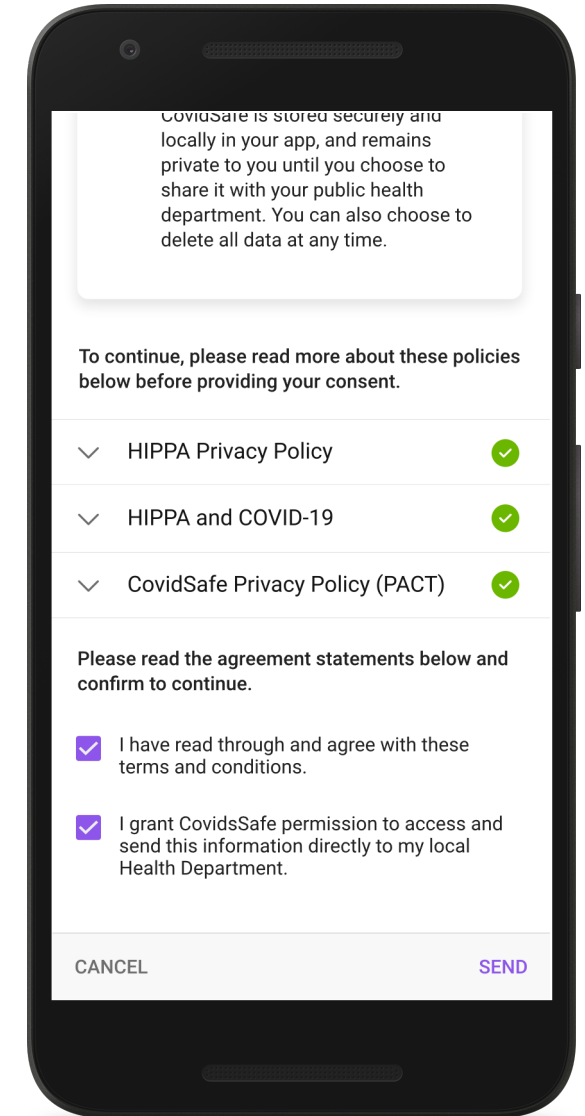 CovidSafe is stored securely and
locally in your app, and remains
private to you until you choose to
share it with your public health
department. You can also choose to
delete all data at any time.
To continue, please read more about these policies
below before providing your consent.
HIPPA Privacy Policy
HIPPA and COVID-19
CovidSafe Privacy Policy (PACT)
Please read the agreement statements below and
confirm to continue.
I have read through and agree with these
terms and conditions.
I grant CovidsSafe permission to access and
send this information directly to my local
Health Department.
CANCEL
SEND